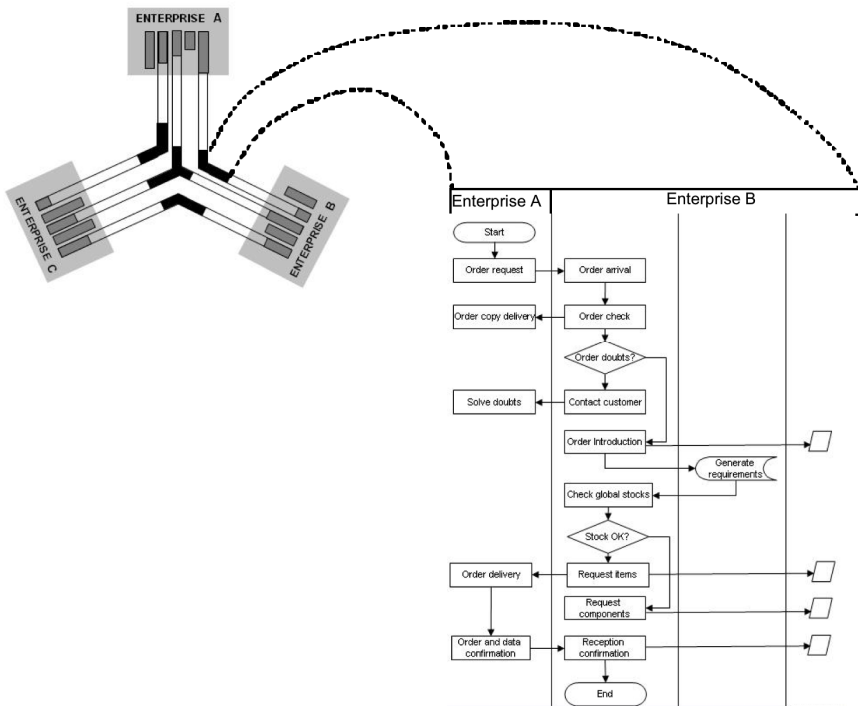 ENTERPRISE A
ENTERPRISE B
ENTERPRISE C
Enterprise A
Enterprise B
Start
Order request
Order arrival
Order copy delivery
Order check
Order doubts?
Solve doubts
Contact customer
Order Introduction
Generate
requirements
Check global stocks
Stock OK?
Order delivery
Request items
Request
components
Order and data
confirmation
Reception
confirmation
End